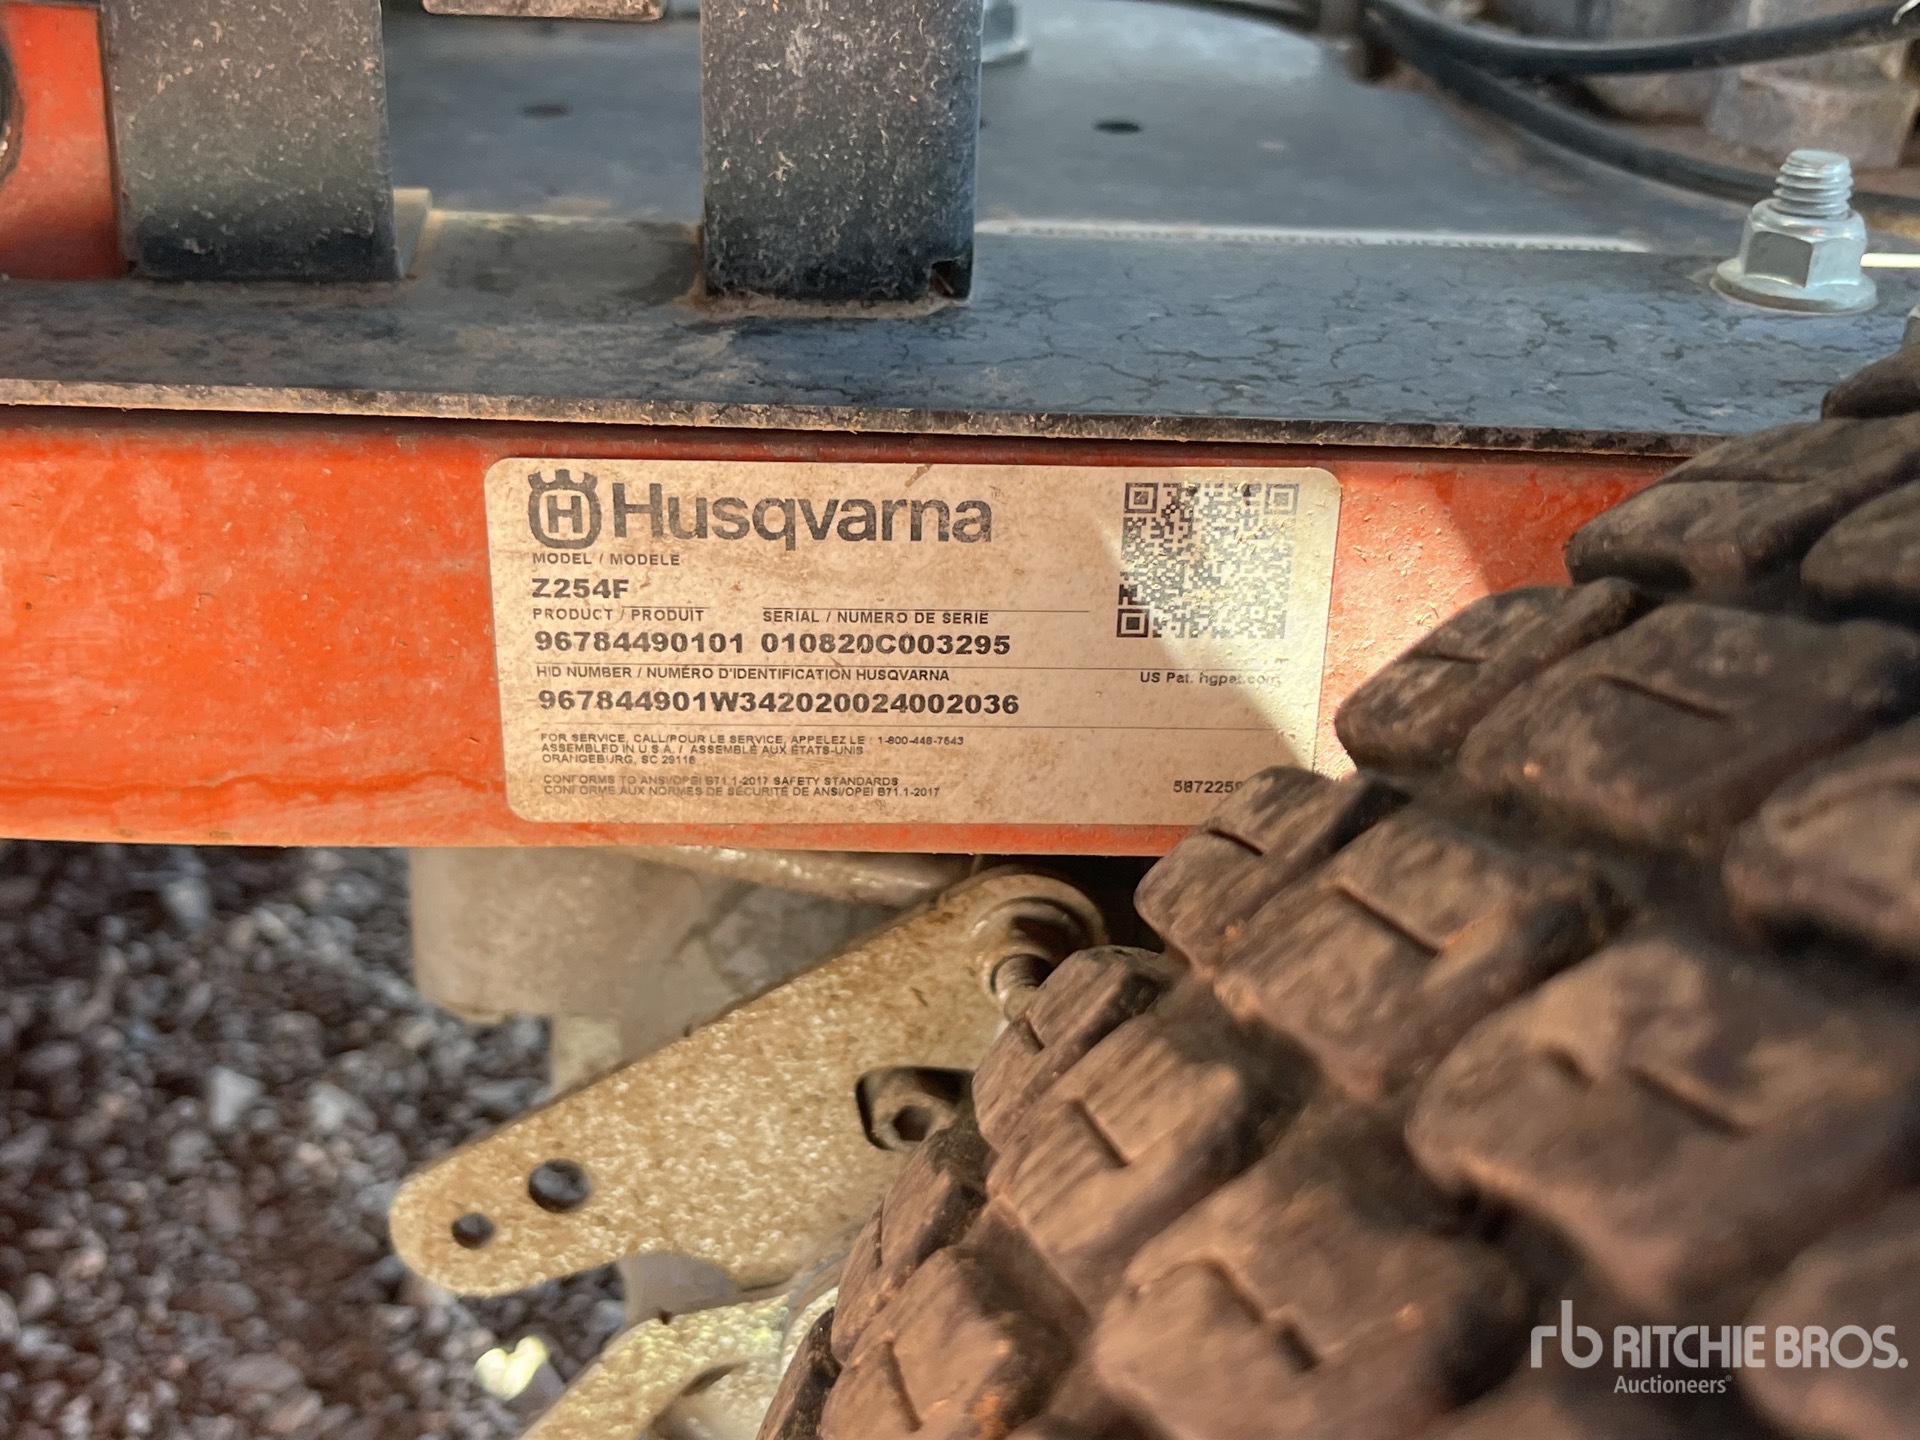 Husqvarna
MODEL / MODELE
Z254F
PRODUCT / PRODUIT SERIAL / NUMERO DE SERIE
96784490101 010820C003295
HID NUMBER / NUMÉRO D'IDENTIFICATION HUSQVARNA
US Pat. hgpat.com
967844901W342020024002036
FOR SERVICE, CALL/POUR LE SERVICE, APPELEZ LE : 1-800-448-7543
ASSEMBLED IN U.S.A. / ASSEMBLÉ AUX ÉTATS-UNIS
ORANGEBURG, SC 29116
CONFORMS TO ANSI/OPEI B71.1-2017 SAFETY STANDARDS
CONFORME AUX NORMES DE SÉCURITÉ DE ANSI/OPEI B71.1-2017
rb RITCHIE BROS.
Auctioneers